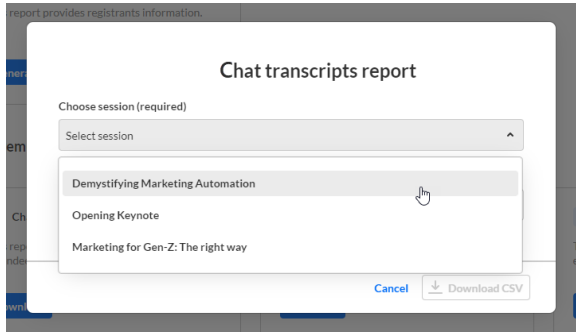 report provides registrants information.
Chat transcripts report
Choose session (required)
Select session
Demystifying Marketing Automation
Opening Keynote
Marketing for Gen-Z: The right way
Cancel
Download CSV